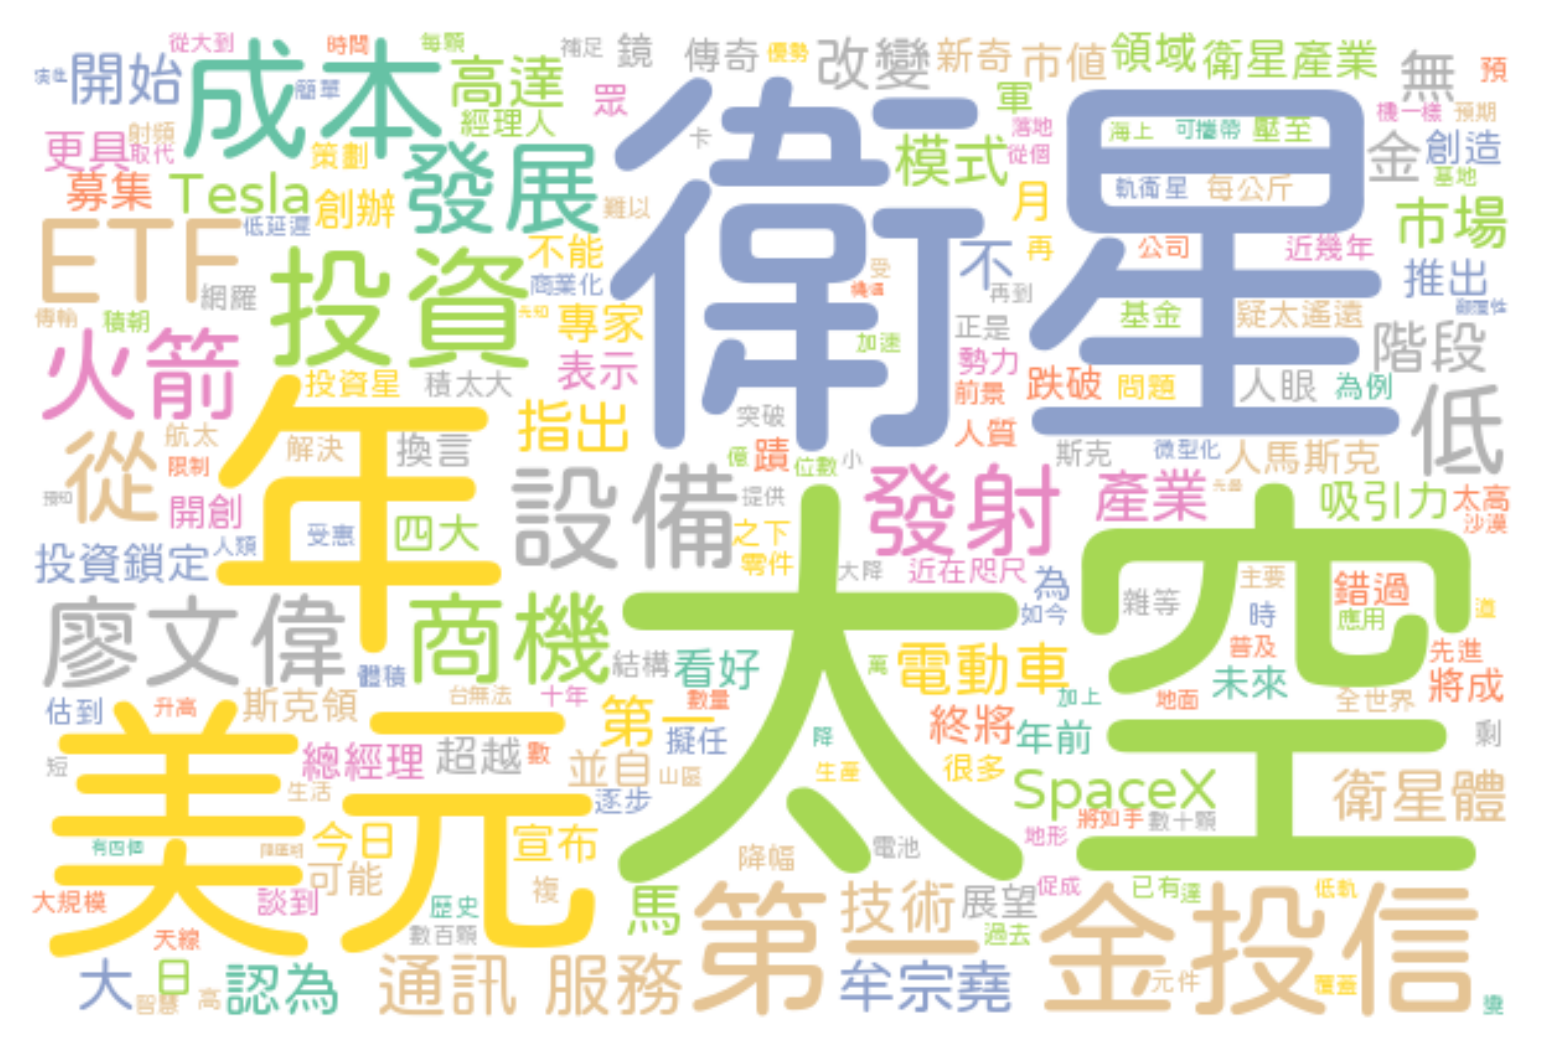 從大到 時間 每顆 補足 鏡 傳奇 優勢 改變 新奇 市值 領域 衛星產業 無 預
開始 成本 簡單 高達 眾 軍 機一樣 預期
更具 射頻 取代 策劃 經理人 卡 模式 落地 從個 海上 可攜帶 壓至 金 創造 基地
募集 Tesla 創辦 發展 難以 衛星 月 軌衛星 每公斤 市場
ETF 低延遲 投資 不能 商業化 受 不 再 再到 公司 近幾年 推出
網羅 傳輸 積朝 專家 加速 正是 基金 疑太遙遠 顛覆性
火箭 投資星 積太大 表示 勢力 前景 跌破 問題 人眼 為例 階段
從 航太 限制 解決 年 換言 指出 突破 蹟 億 位數 小 人質 斯克 微型化 人馬斯克 低
開創 受惠 四大 設備 提供 之下 發射 產業 吸引力 太高 沙漠
投資鎖定 人類 零件 大降 近在咫尺 為 如今 雜等 主要 時 錯過 應用 道
廖文偉 商機 體積 結構 看好 太空 萬 電動車 加上 地面 普及 未來 先進 將成 全世界
估到 升高 斯克領 台無法 十年 數量 第一 擬任 降 終將 年前 剩
短 美元 總經理 超越 數 並自 山區 生產 很多 SpaceX 衛星體
生活 逐步 地形 將如手 數十顆
有四個 今日 宣布 降幅 電池
大規模 可能 談到 歷史 複 馬 第一 技術 展望 促成 已有 達 低軌 金投信
天線 數百顆 過去
大 日 智慧 高 認為 通訊 服務 牟宗堯 元件 覆蓋